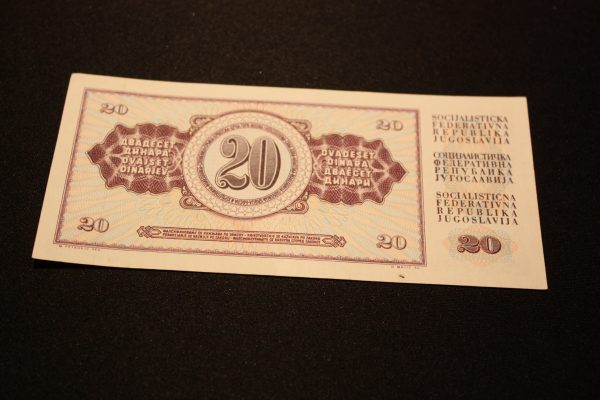 20
20
ДВАДЕСЕТ
ДИНАРА
DVAJSET
DINARJEV
20
DVADESET
DINARA
ДВАЕСЕТ
ДИНАРИ
20
20
SOCIJALISTIČKA
FEDERATIVNA
REPUBLIKA
JUGOSLAVIJA
СОЦИЈАЛИСТИЧКА
ФЕДЕРАТИВНА
РЕПУБЛИКА
ЈУГОСЛАВИЈА
SOCIALISTIČNA
FEDERATIVNA
REPUBLIKA
JUGOSLAVIJA
20